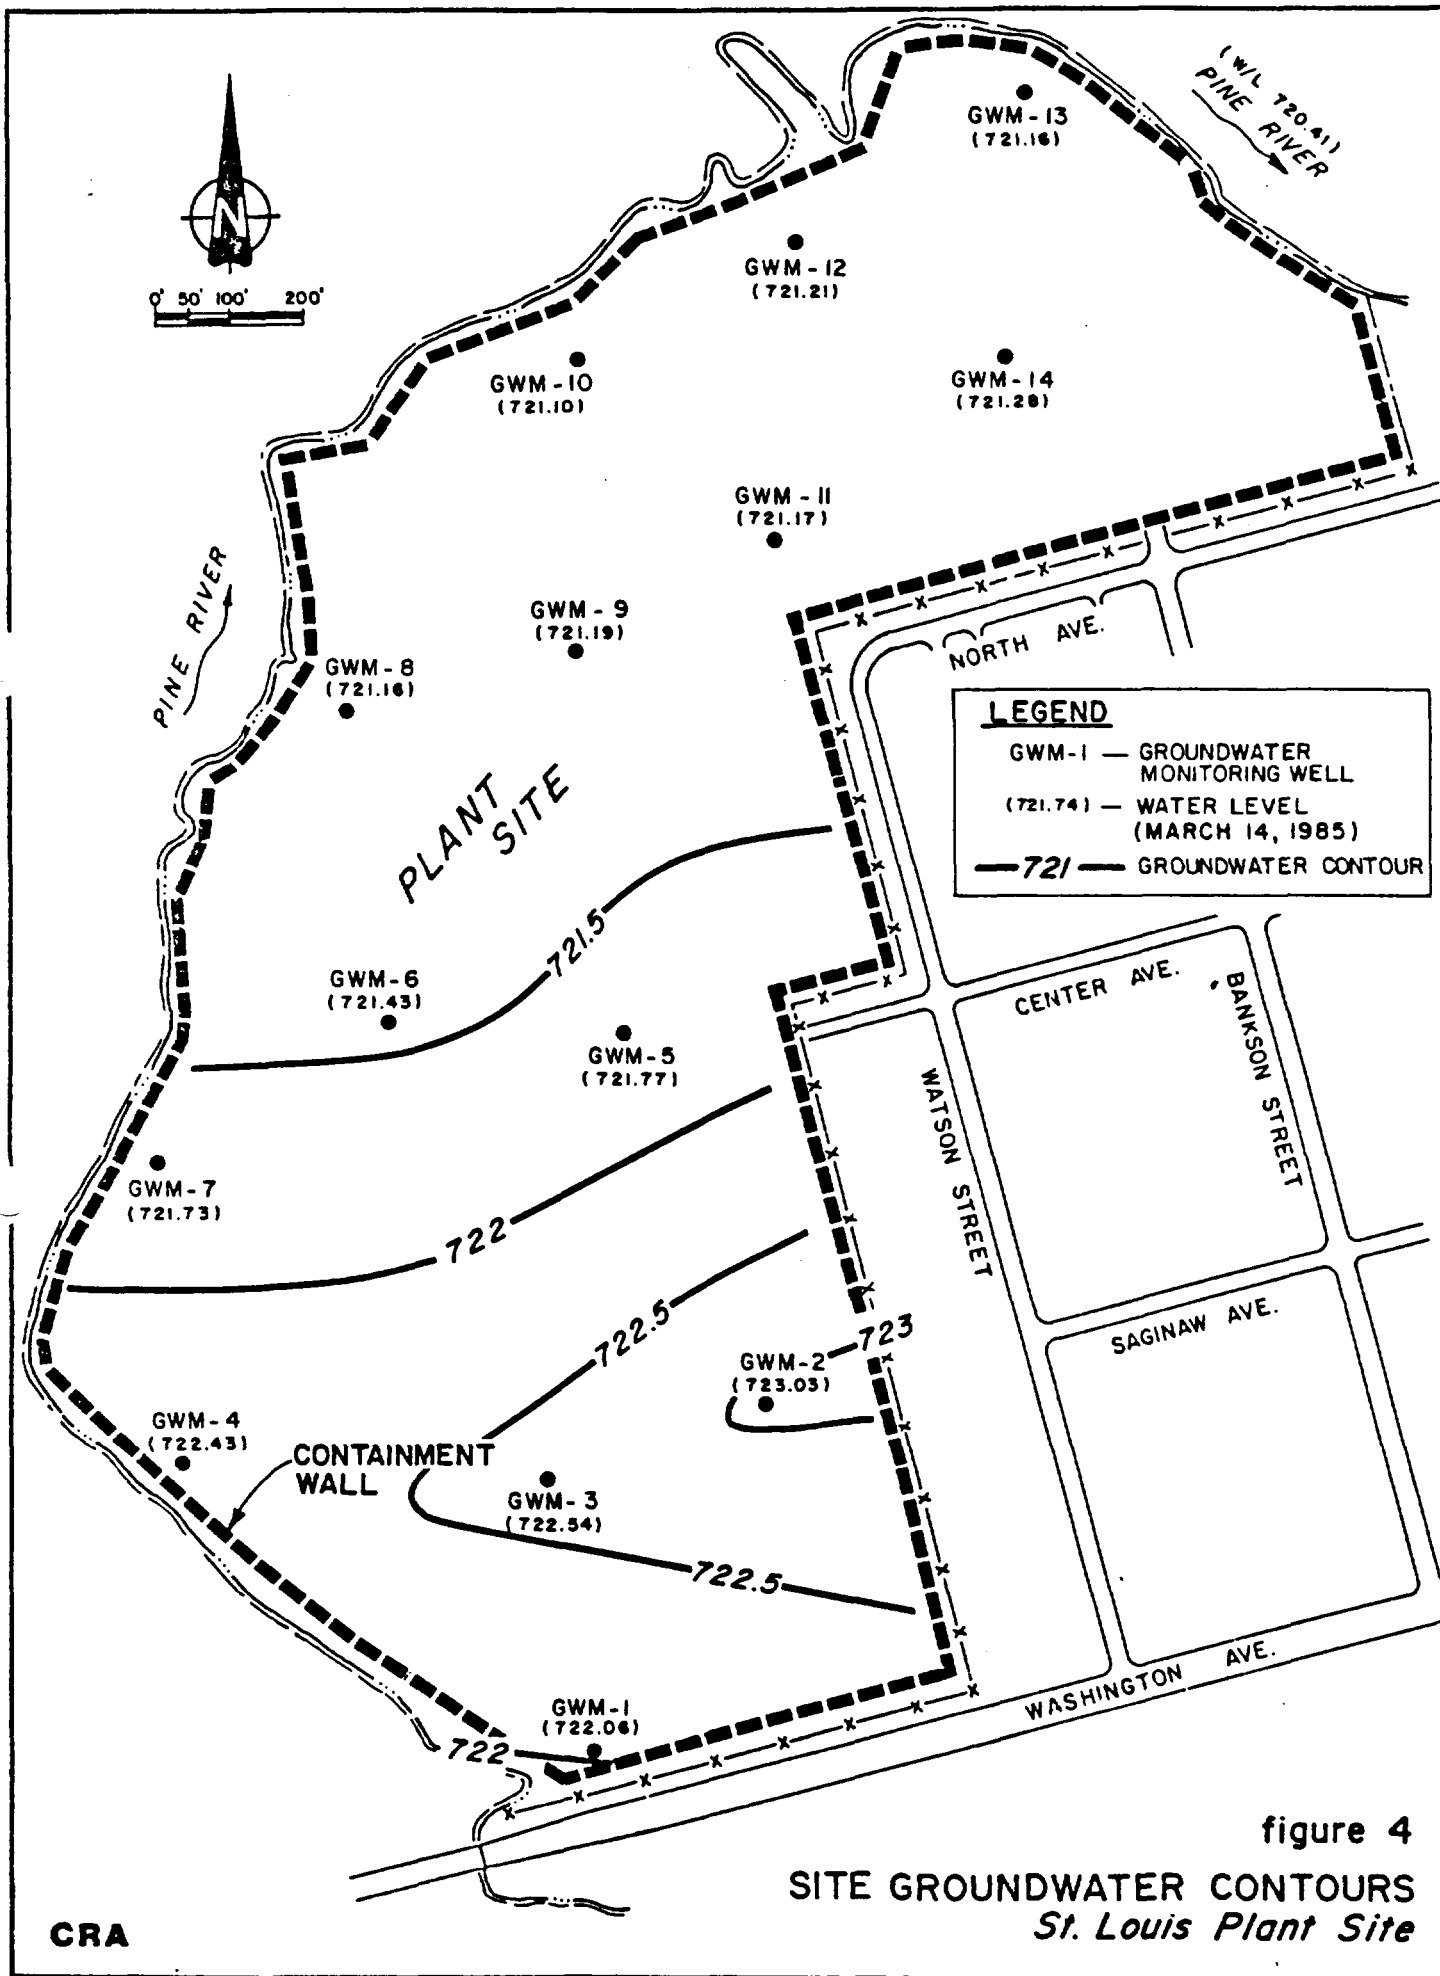 (W/L 720.41)
PINE RIVER
GWM-13
(721.16)
N
0' 50' 100' 200'
GWM-12
(721.21)
GWM-10
(721.10)
GWM-14
(721.28)
GWM-11
(721.17)
PINE RIVER
GWM-9
(721.19)
NORTH AVE.
GWM-8
(721.16)
LEGEND
GWM-1 — GROUNDWATER
MONITORING WELL
(721.74) — WATER LEVEL
(MARCH 14, 1985)
721 GROUNDWATER CONTOUR
PLANT
SITE
721.5
GWM-6
(721.43)
CENTER AVE.
BANKSON STREET
GWM-5
(721.77)
WATSON STREET
GWM-7
(721.73)
722
722.5
723
SAGINAW AVE.
GWM-2
(723.03)
GWM-4
(722.43)
CONTAINMENT
WALL
GWM-3
(722.54)
722.5
WASHINGTON AVE.
GWM-1
(722.06)
722
figure 4
SITE GROUNDWATER CONTOURS
St. Louis Plant Site
CRA